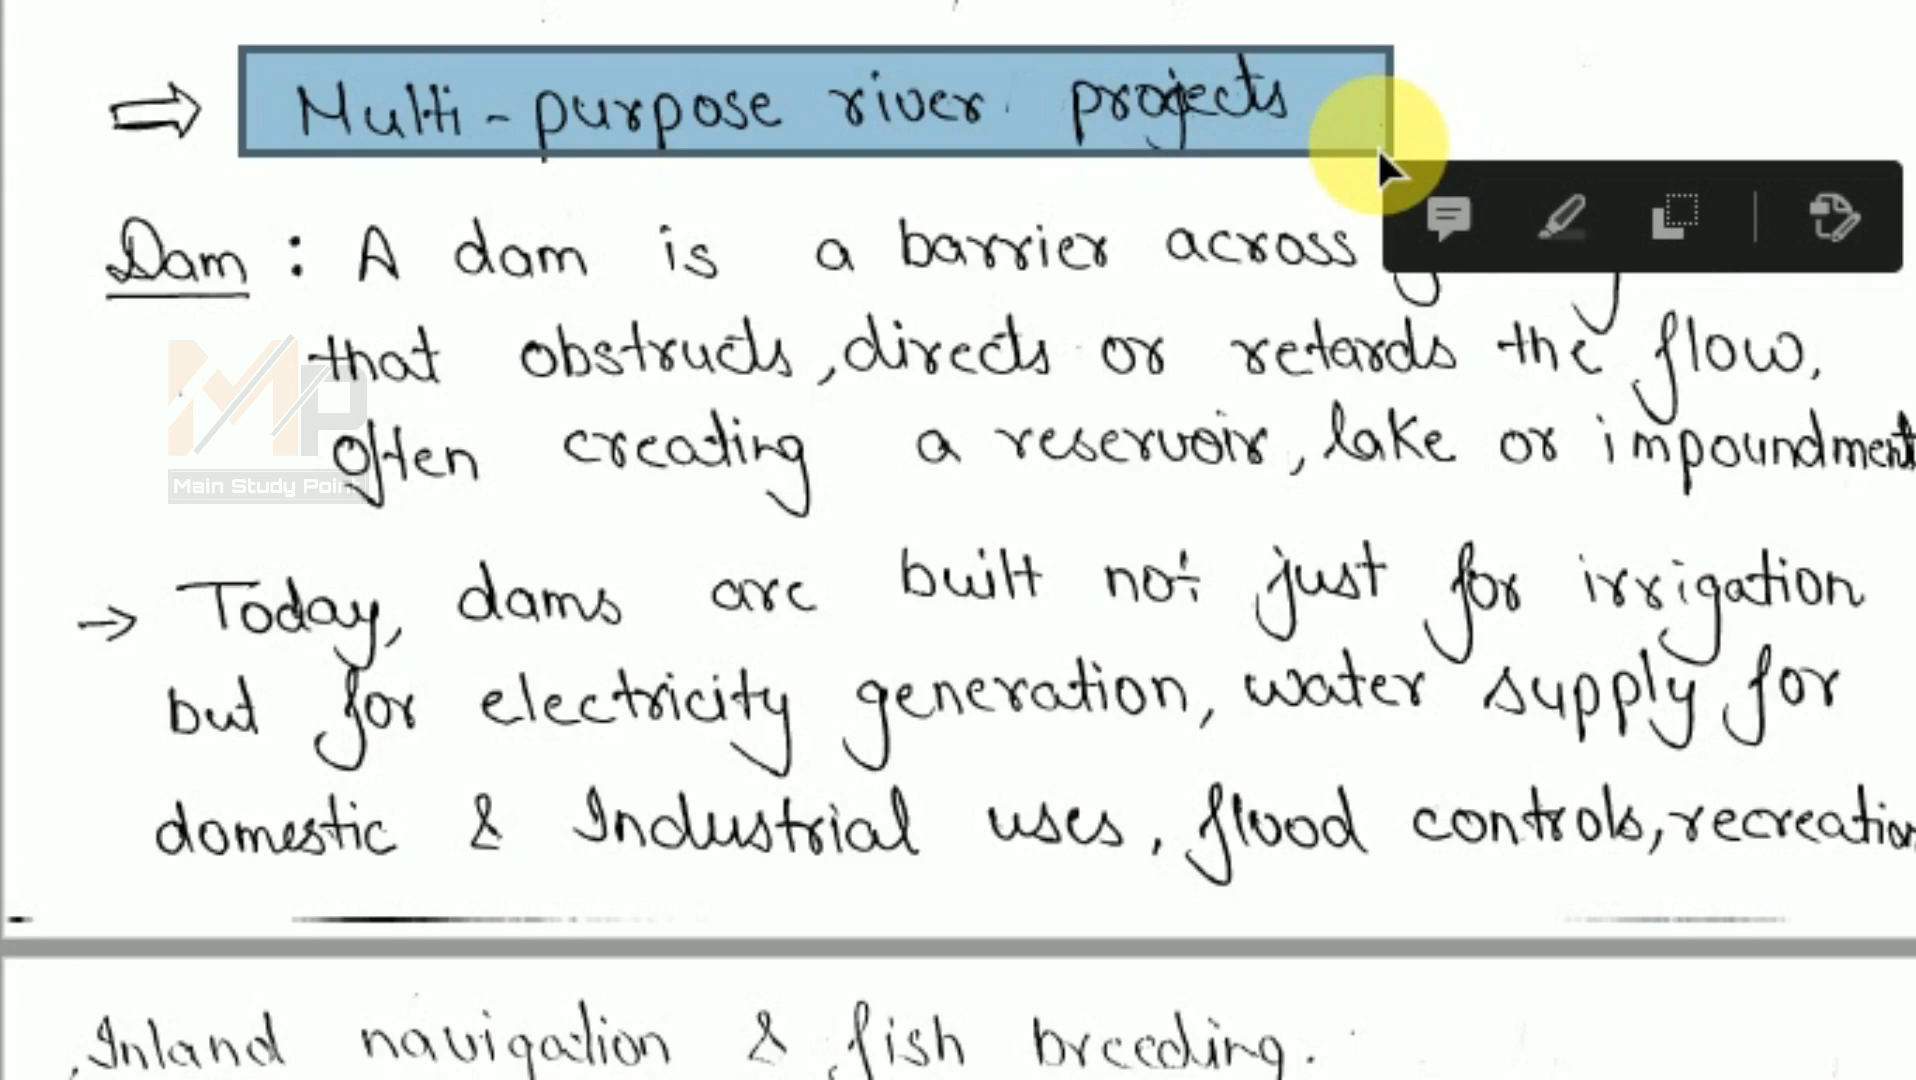 ⇒ Multi-purpose river projects
Dam : A dam is a barrier across
that obstructs, directs or retards the flow,
often creating a reservoir, lake or impoundment
Main Study Point
→ Today, dams are built not just for irrigation
but for electricity generation, water supply for
domestic & Industrial uses, flood controls, recreation
, Inland navigation & fish breeding.